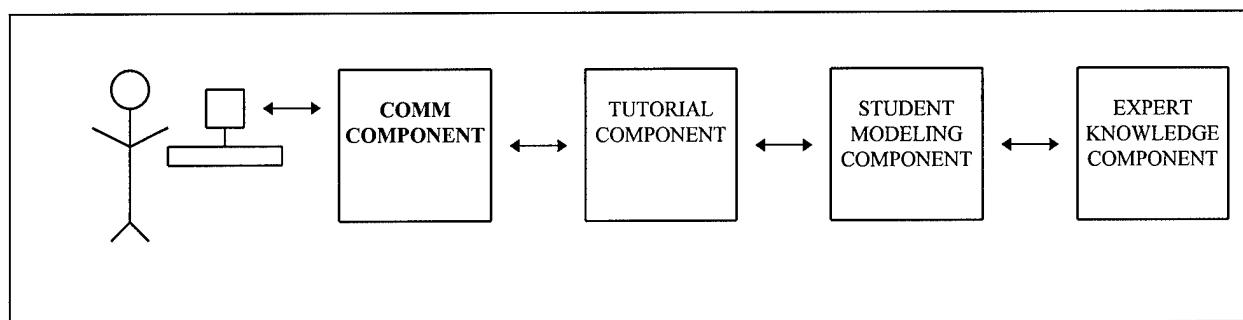 COMM
COMPONENT
TUTORIAL
COMPONENT
STUDENT
MODELING
COMPONENT
EXPERT
KNOWLEDGE
COMPONENT